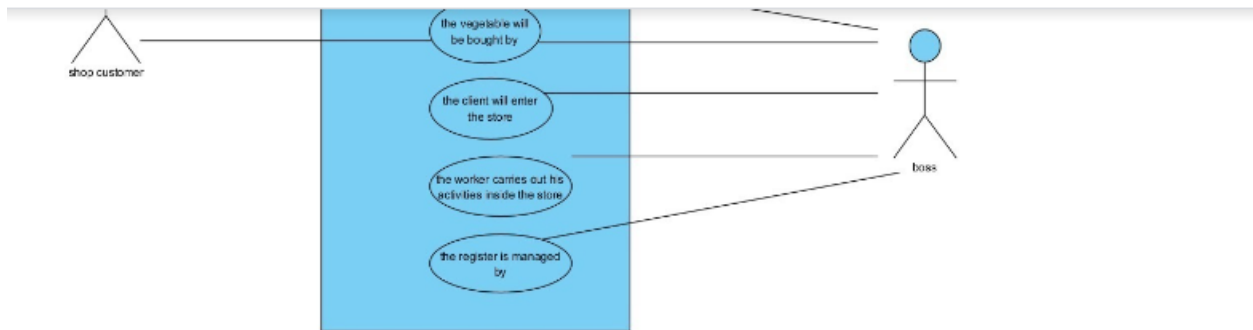 the vegetable will
be bought by
shop customer
the client will enter
the store
boss
the worker carries out his
activities inside the store
the register is managed
by